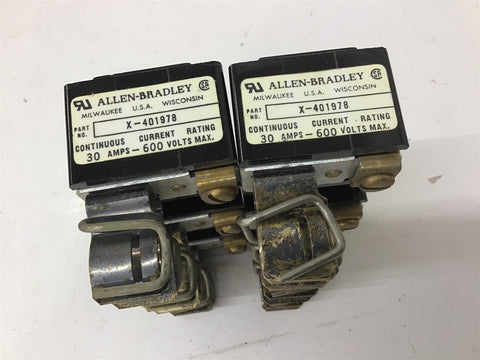 ALLEN-BRADLEY
MILWAUKEE U.S.A. WISCONSIN
PART NO. X-401978
CONTINUOUS CURRENT RATING
30 AMPS-600 VOLTS MAX.
ALLEN-BRADLEY
MILWAUKEE U.S.A. WISCONSIN
PART NO. X-401978
CONTINUOUS CURRENT RATING
30 AMPS-600 VOLTS MAX.